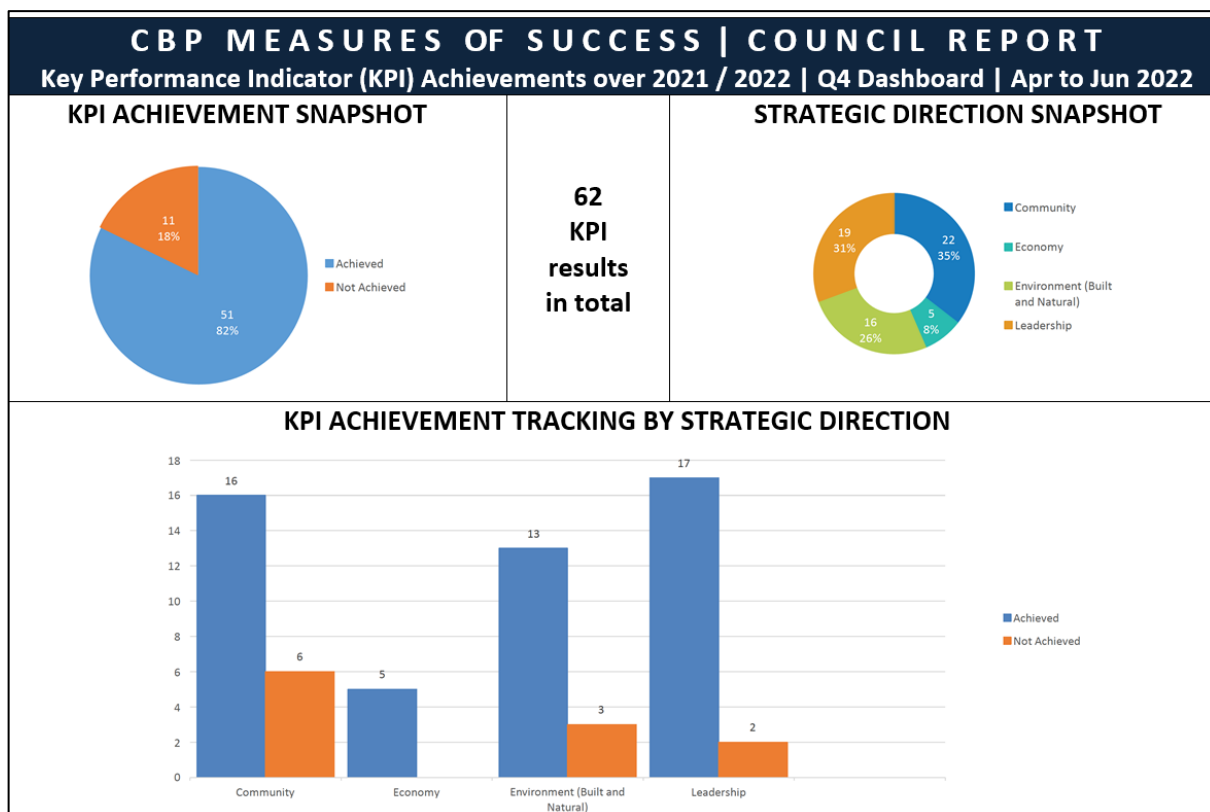 CBP MEASURES OF SUCCESS | COUNCIL REPORT
Key Performance Indicator (KPI) Achievements over 2021 / 2022 | Q4 Dashboard | Apr to Jun 2022
KPI ACHIEVEMENT SNAPSHOT
11
18%
51
82%
Achieved
Not Achieved
62
KPI
results
in total
STRATEGIC DIRECTION SNAPSHOT
19
31%
22
35%
16
26%
5
8%
Community
Economy
Environment (Built
and Natural)
Leadership
KPI ACHIEVEMENT TRACKING BY STRATEGIC DIRECTION
18
16
14
12
10
8
6
4
2
0
16
6
5
13
3
17
2
Community
Economy
Environment (Built and
Natural)
Leadership
Achieved
Not Achieved